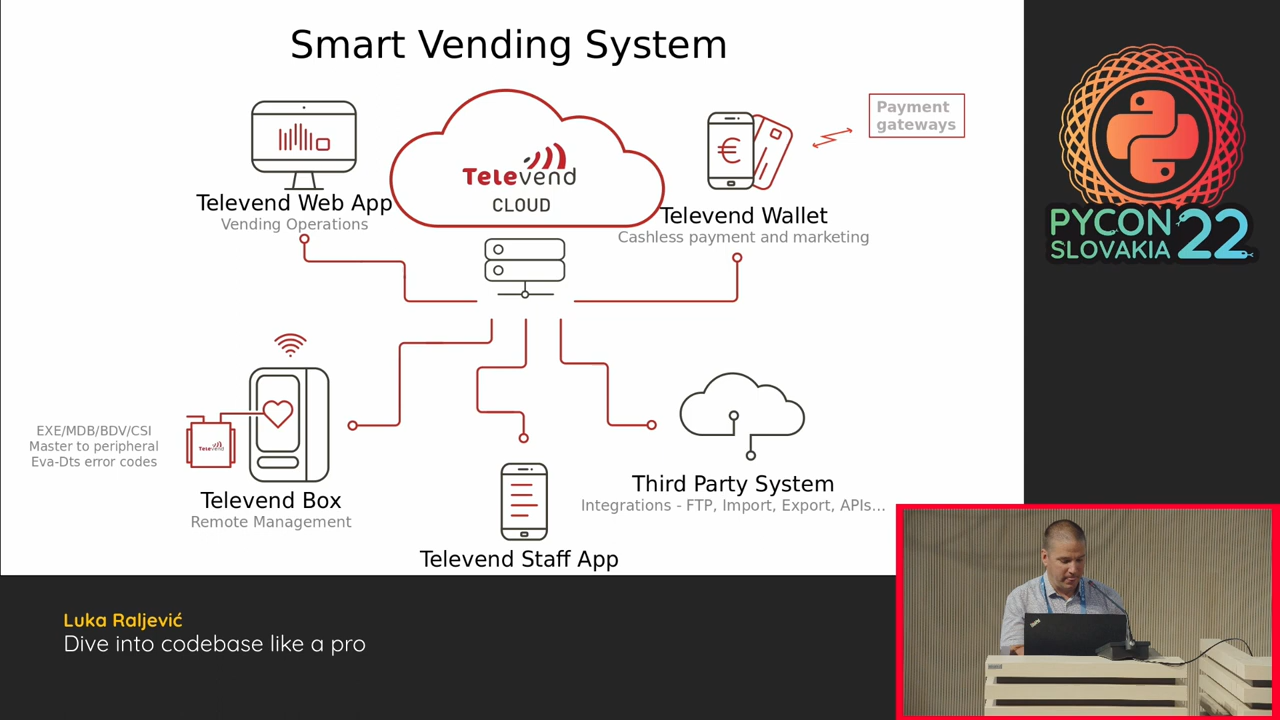 Smart Vending System
Payment
gateways
Televend
CLOUD
€
Televend Web App
Vending Operations
Televend Wallet
Cashless payment and marketing
EXE/MDB/BDV/CSI
Master to peripheral
Eva-Dts error codes
Televend
Televend Box
Remote Management
Televend Staff App
Third Party System
Integrations - FTP, Import, Export, APIs...
PYCON
SLOVAKIA
22
Luka Raljević
Dive into codebase like a pro